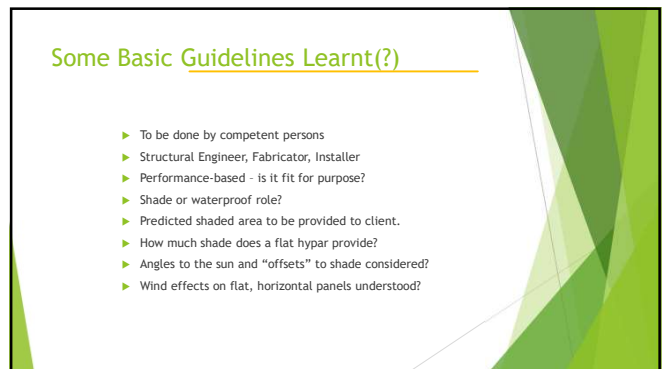 Some Basic Guidelines Learnt(?)
To be done by competent persons
Structural Engineer, Fabricator, Installer
Performance-based – is it fit for purpose?
Shade or waterproof role?
Predicted shaded area to be provided to client.
How much shade does a flat hypar provide?
Angles to the sun and “offsets” to shade considered?
Wind effects on flat, horizontal panels understood?